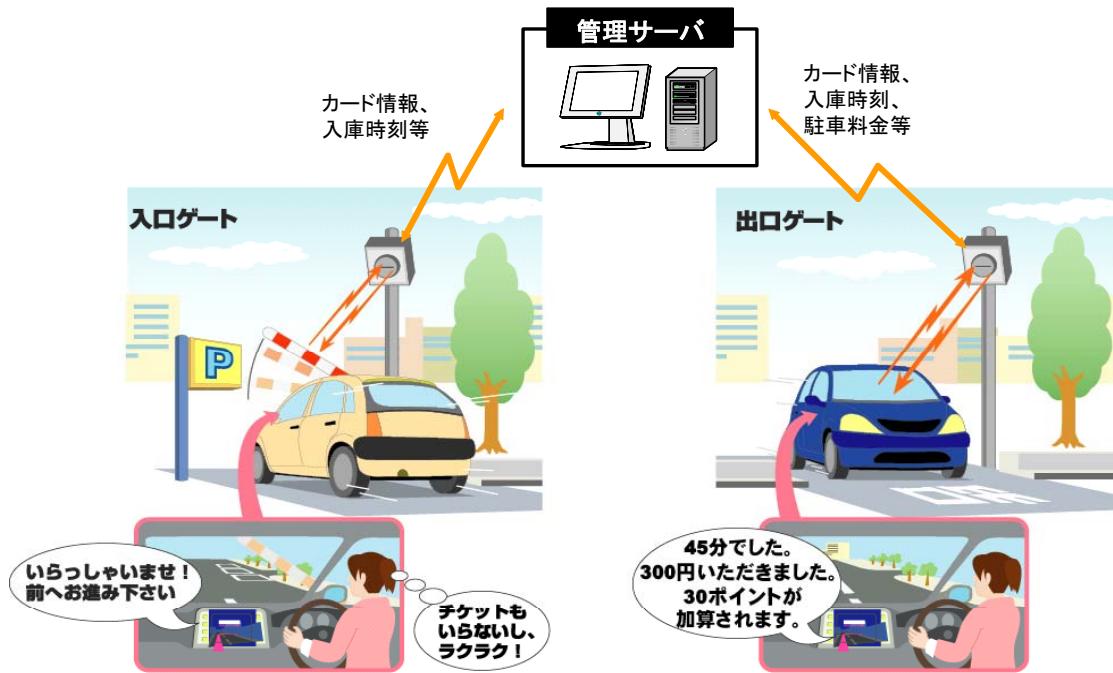 管理サーバ
カード情報、
入庫時刻等
カード情報、
入庫時刻、
駐車料金等
入口ゲート
P
出口ゲート
いらっしゃいませ！
前へお進み下さい
チケットも
いらないし、
ラクラク！
45分でした。
300円いただきました。
30ポイントが
加算されます。